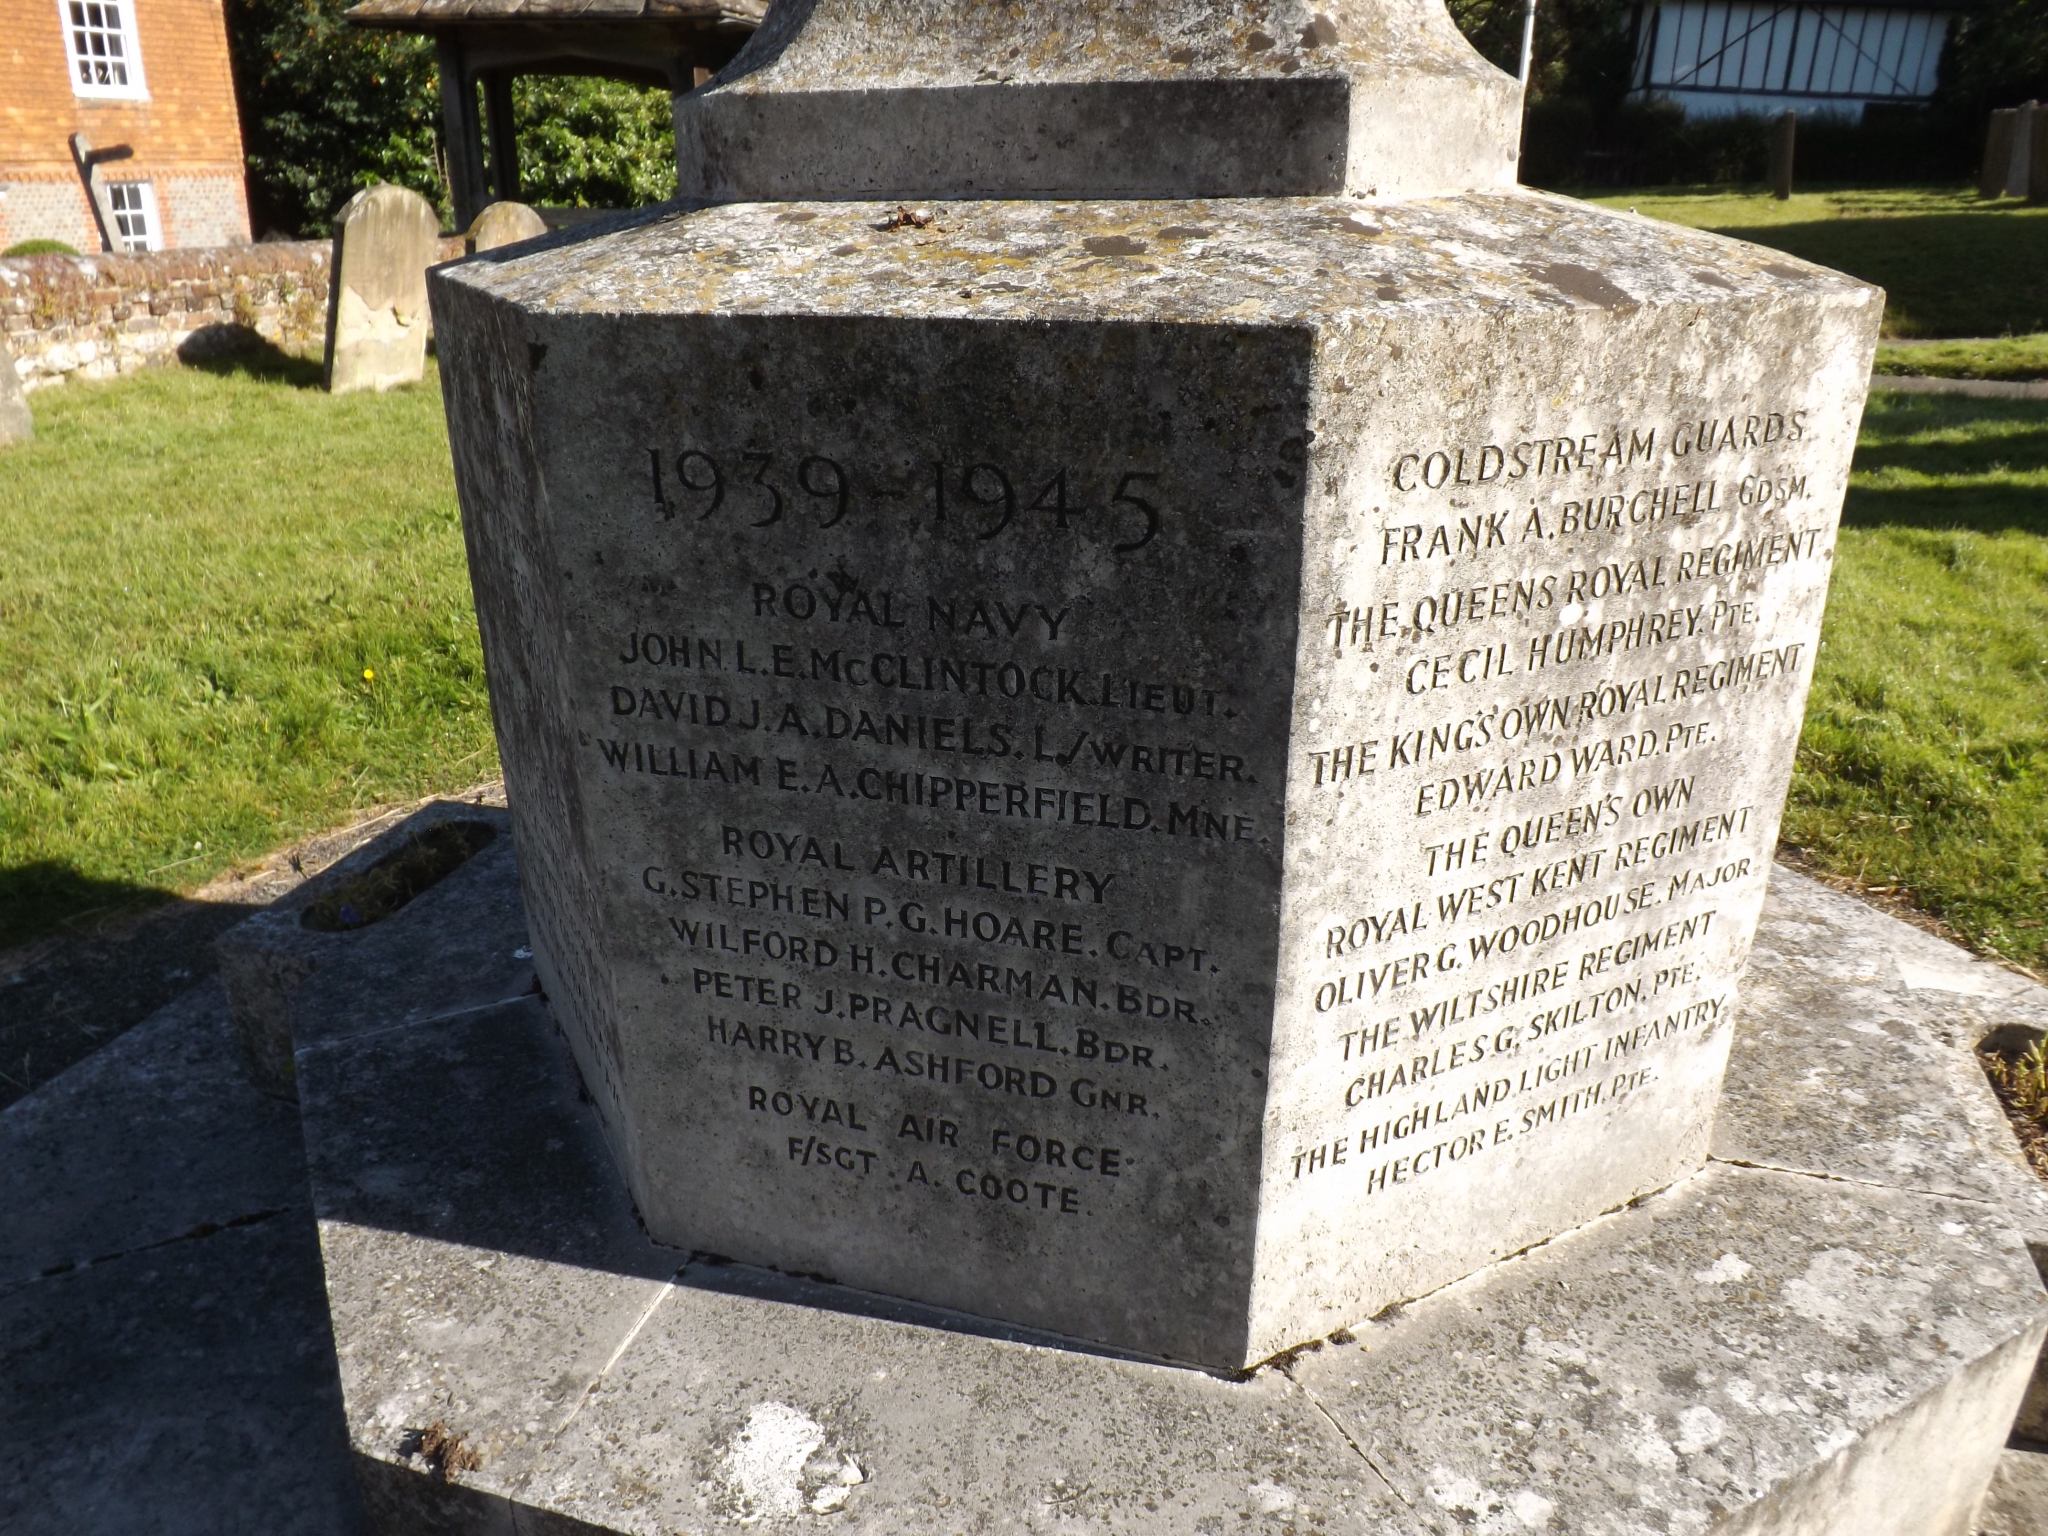 1939-1945
ROYAL NAVY
JOHN L.E. McCLINTOCK. LIEUT.
DAVID J. A. DANIELS. L./WRITER.
WILLIAM E. A. CHIPPERFIELD. MNE.
ROYAL ARTILLERY
G. STEPHEN P. G. HOARE. CAPT.
WILFORD H. CHARMAN. BDR.
PETER J. PRAGNELL. BDR.
HARRY B. ASHFORD GNR.
ROYAL AIR FORCE
F/SGT. A. COOTE.
COLDSTREAM GUARDS
FRANK A. BURCHELL GDSM.
THE QUEENS ROYAL REGIMENT
CECIL HUMPHREY. PTE.
THE KING'S OWN ROYAL REGIMENT
EDWARD WARD. PTE.
THE QUEEN'S OWN
ROYAL WEST KENT REGIMENT
OLIVER G. WOODHOUSE. MAJOR
THE WILTSHIRE REGIMENT
CHARLES G. SKILTON. PTE.
THE HIGHLAND LIGHT INFANTRY
HECTOR E. SMITH. PTE.